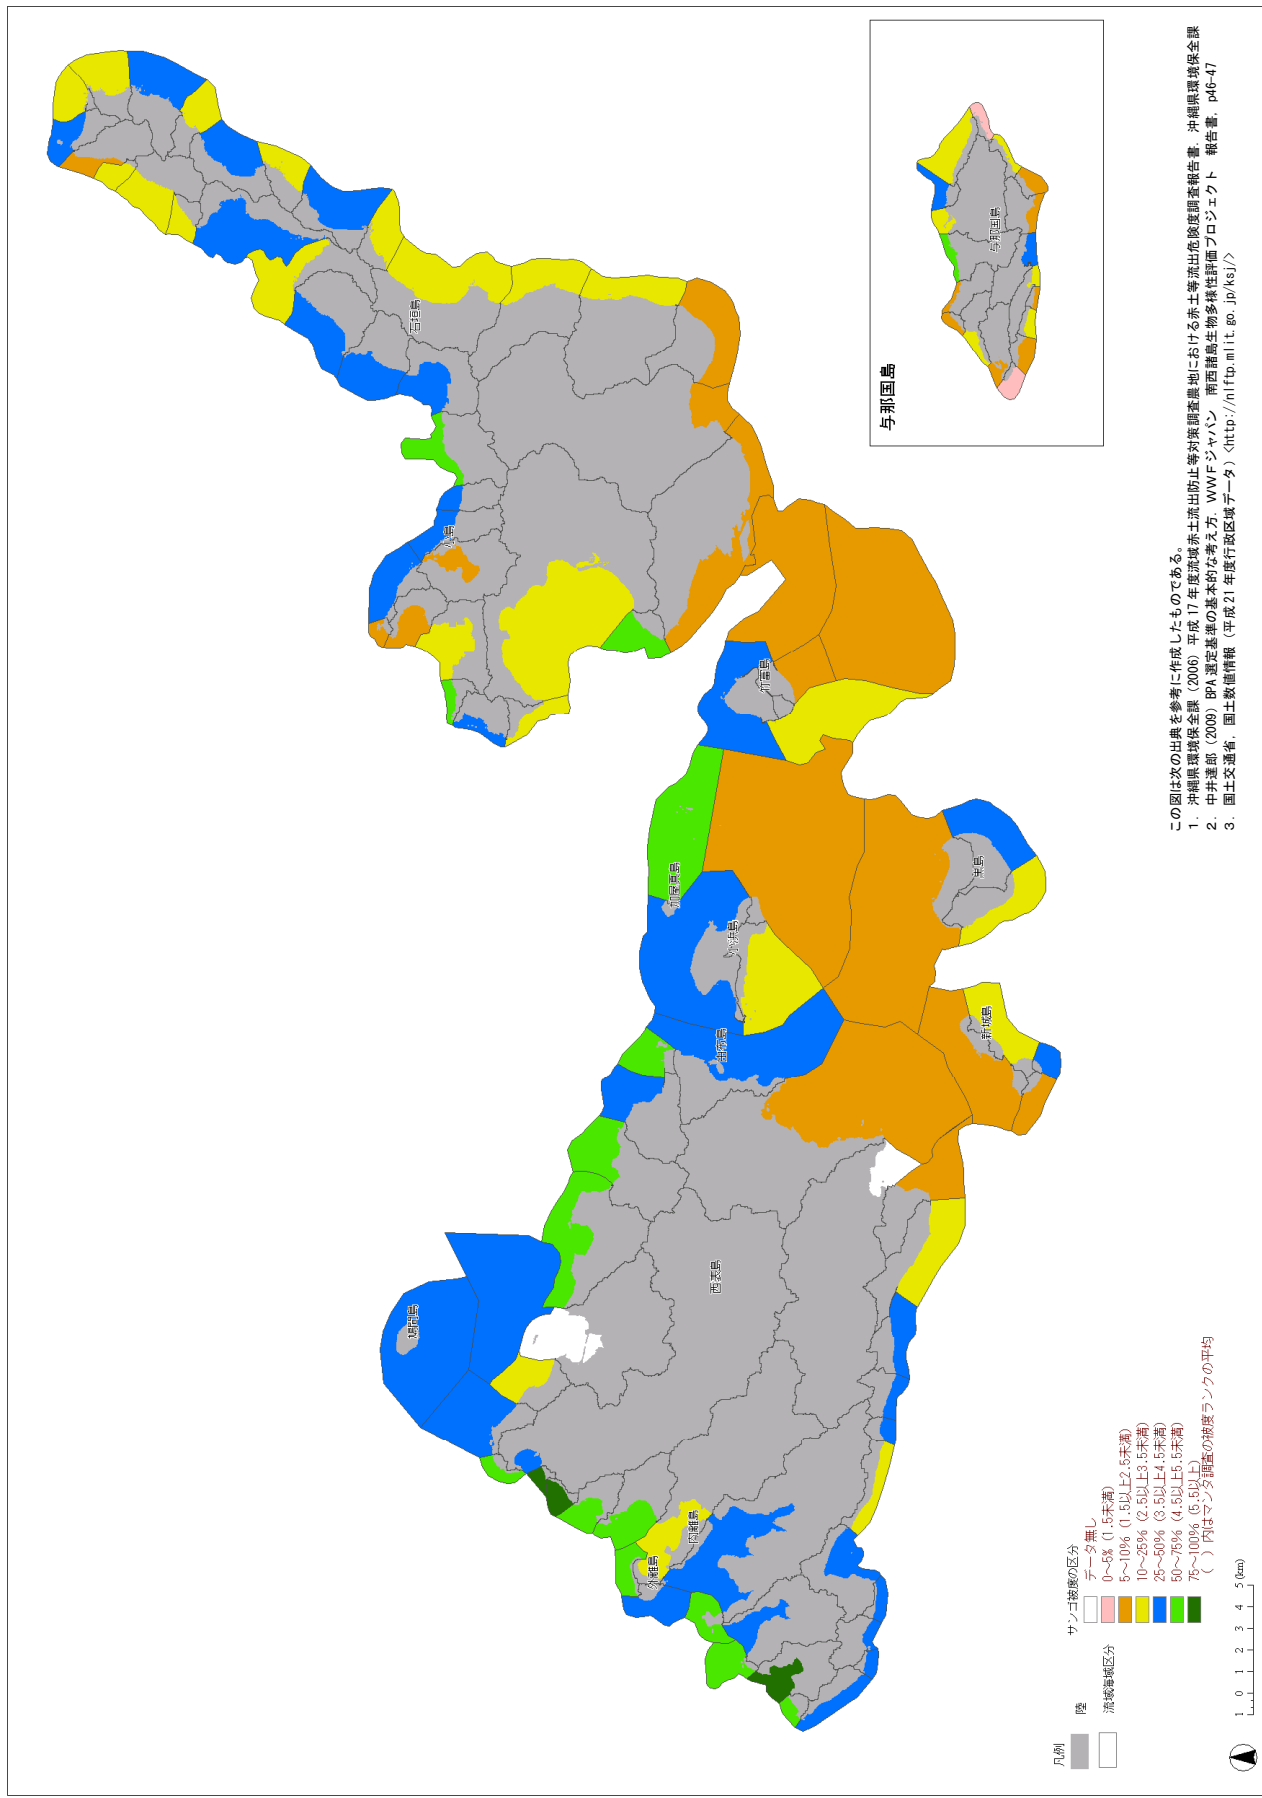 石垣島
小島
竹富島
加屋真島
小浜島
由布島
黒島
新城島
鳩間島
西表島
内離島
外離島
与那国島
与那国島
この図は次の出典を参考に作成したものである。
1. 沖縄県環境保全課 (2006) 平成 17 年度流域赤土流出防止等対策調査農地における赤土等流出危険度調査報告書. 沖縄県環境保全課
2. 中井達郎 (2009) BPA 選定基準の基本的な考え方. WWFジャパン 南西諸島生物多様性評価プロジェクト 報告書. p46-47
3. 国土交通省. 国土数値情報 (平成 21 年度行政区域データ) <http://nlftp.mlit.go.jp/ksj/>
凡例
陸
流域海域区分
サンゴ被度の区分
データ無し
0～5% (1.5未満)
5～10% (1.5以上2.5未満)
10～25% (2.5以上3.5未満)
25～50% (3.5以上4.5未満)
50～75% (4.5以上5.5未満)
75～100% (5.5以上)
( ) 内はマンタ調査の被度ランクの平均
1 0 1 2 3 4 5 (km)